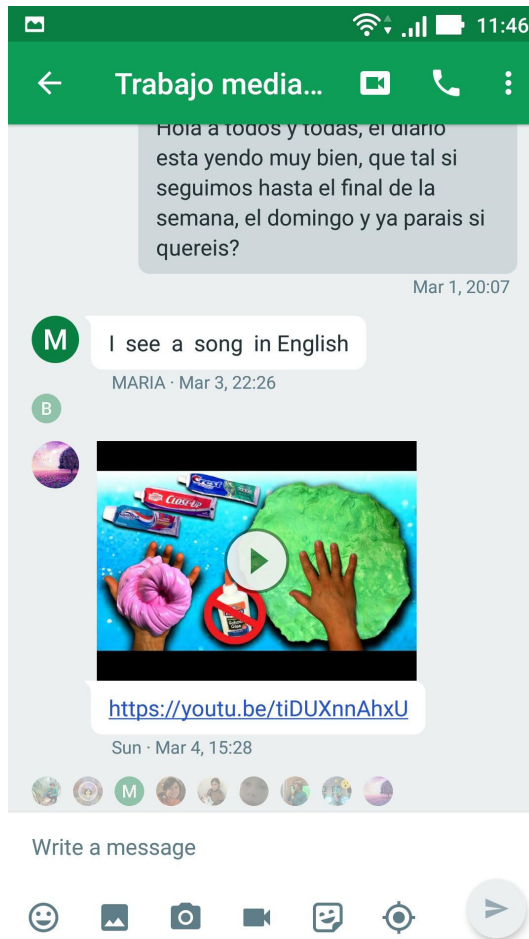 11:46
Trabajo media...
Hola a todos y todas, el diario
esta yendo muy bien, que tal si
seguimos hasta el final de la
semana, el domingo y ya parais si
quereis?
Mar 1, 20:07
M
I see a song in English
MARIA · Mar 3, 22:26
B
CLOSE-UP
https://youtu.be/tiDUXnnAhxU
Sun · Mar 4, 15:28
M
Write a message